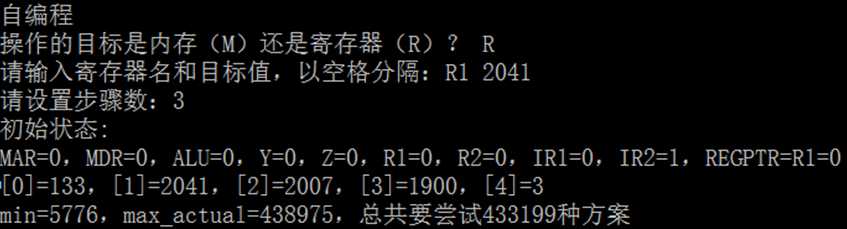 自编程
操作的目标是内存（M）还是寄存器（R）？ R
请输入寄存器名和目标值，以空格分隔：R1 2041
请设置步骤数：3
初始状态:
MAR=0，MDR=0，ALU=0，Y=0，Z=0，R1=0，R2=0，IR1=0，IR2=1，REGPTR=R1=0
[0]=133，[1]=2041，[2]=2007，[3]=1900，[4]=3
min=5776，max_actual=438975，总共要尝试433199种方案